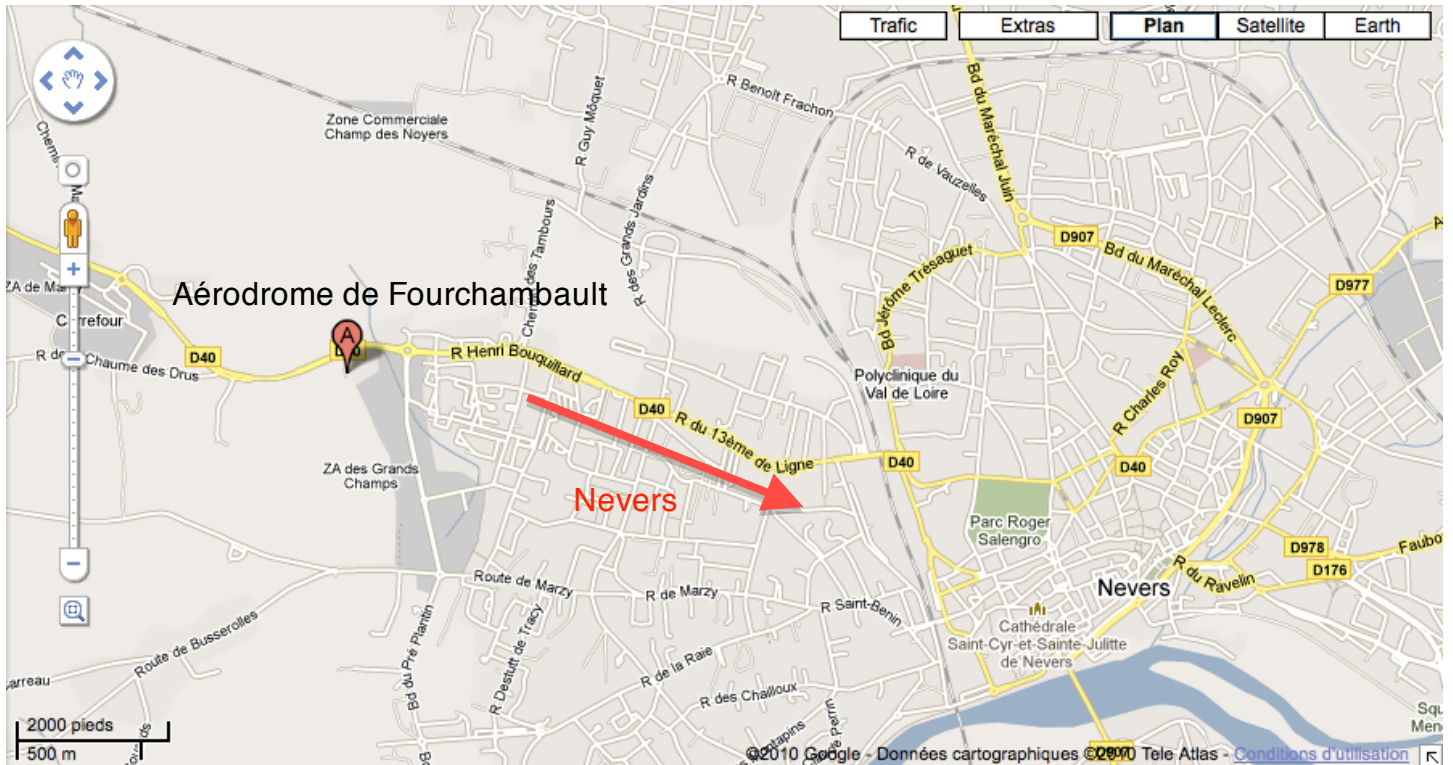 Trafic
Extras
Plan
Satellite
Earth
R Benoît Frachon
Bd du Maréchal Juin
Zone Commerciale
Champ des Noyers
R Guy Môquet
R de Vauzelles
R des Grands Jardins
Chemin des Tambours
D907
Bd du Maréchal Leclerc
Bd Jérôme Trésaguet
D977
ZA de
Aérodrome de Fourchambault
Carrefour
A
D40
R Henri Bouquillard
D40
Chaume des Drus
Polyclinique du
Val de Loire
R Charles Roy
D40
R du 13ème de Ligne
D907
D40
D40
ZA des Grands
Champs
Nevers
Parc Roger
Salengro
D978
D176
R du Ravelin
Nevers
Route de Marzy
R de Marzy
R Saint-Benin
Cathédrale
Saint-Cyr-et-Sainte-Julitte
de Nevers
Bd du Pré Plantin
R Destutt de Tracy
Route de Busserolles
R de la Raie
R des Chailloux
2000 pieds
500 m
©2010 Google - Données cartographiques ©2010 Tele Atlas - Conditions d'utilisation